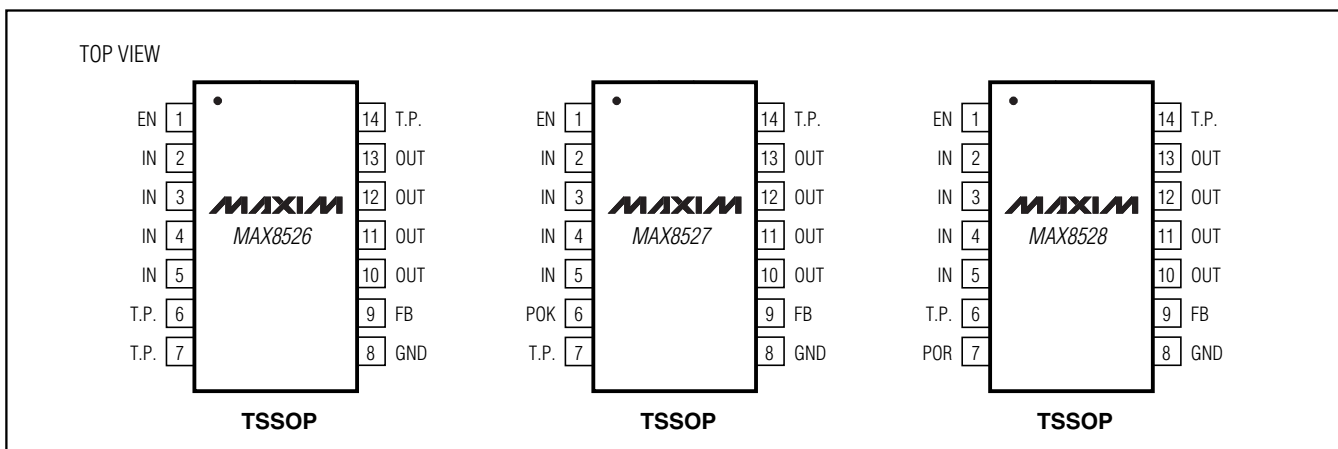 TOP VIEW
EN 1
IN 2
IN 3
IN 4
IN 5
T.P. 6
T.P. 7
MAXIM
MAX8526
14 T.P.
13 OUT
12 OUT
11 OUT
10 OUT
9 FB
8 GND
TSSOP
EN 1
IN 2
IN 3
IN 4
IN 5
POK 6
T.P. 7
MAXIM
MAX8527
14 T.P.
13 OUT
12 OUT
11 OUT
10 OUT
9 FB
8 GND
TSSOP
EN 1
IN 2
IN 3
IN 4
IN 5
T.P. 6
POR 7
MAXIM
MAX8528
14 T.P.
13 OUT
12 OUT
11 OUT
10 OUT
9 FB
8 GND
TSSOP